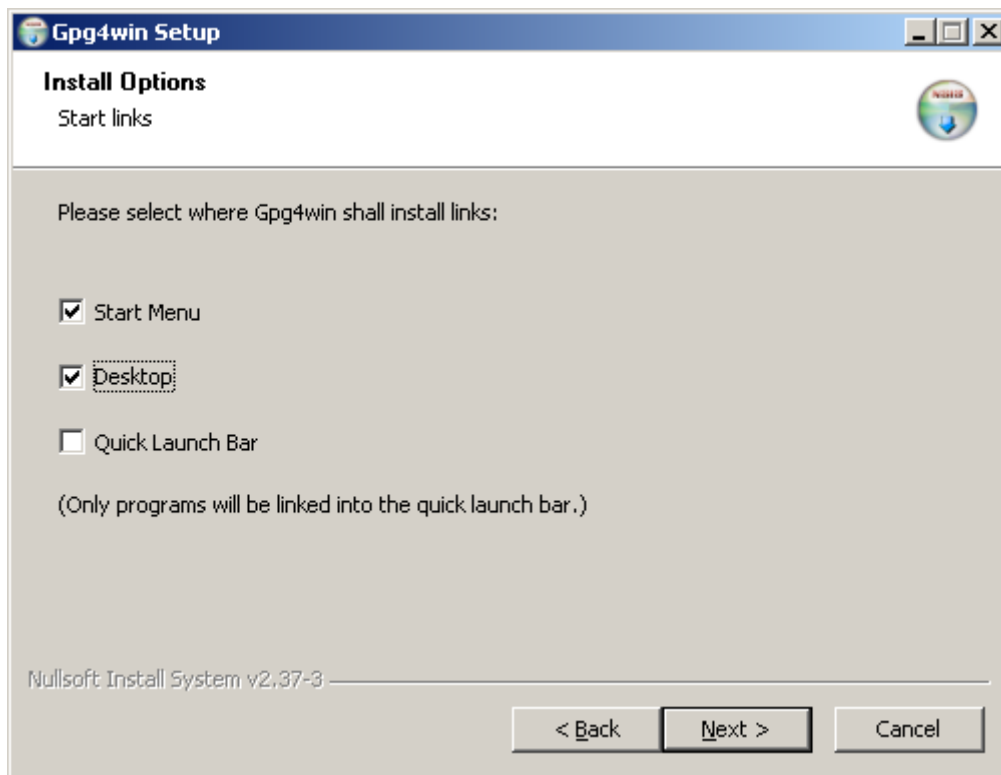 Gpg4win Setup
Install Options
Start links
Please select where Gpg4win shall install links:
Start Menu
Desktop
Quick Launch Bar
(Only programs will be linked into the quick launch bar.)
Nullsoft Install System v2.37-3
< Back Next > Cancel